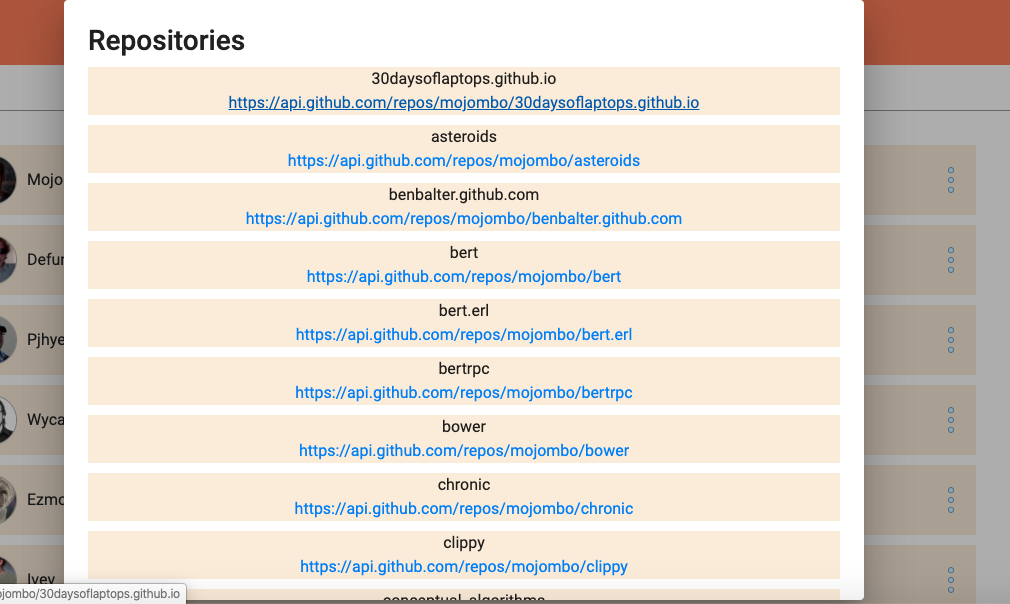 Repositories
30daysoflaptops.github.io
https://api.github.com/repos/mojombo/30daysoflaptops.github.io
asteroids
https://api.github.com/repos/mojombo/asteroids
benbalter.github.com
https://api.github.com/repos/mojombo/benbalter.github.com
Mojo
bert
https://api.github.com/repos/mojombo/bert
Defun
bert.erl
https://api.github.com/repos/mojombo/bert.erl
Pjhye
bertrpc
https://api.github.com/repos/mojombo/bertrpc
bower
Wyca
https://api.github.com/repos/mojombo/bower
chronic
Ezmo
https://api.github.com/repos/mojombo/chronic
clippy
https://api.github.com/repos/mojombo/clippy
Ivey
ojombo/30daysoflaptops.github.io
conceptual_algorithms